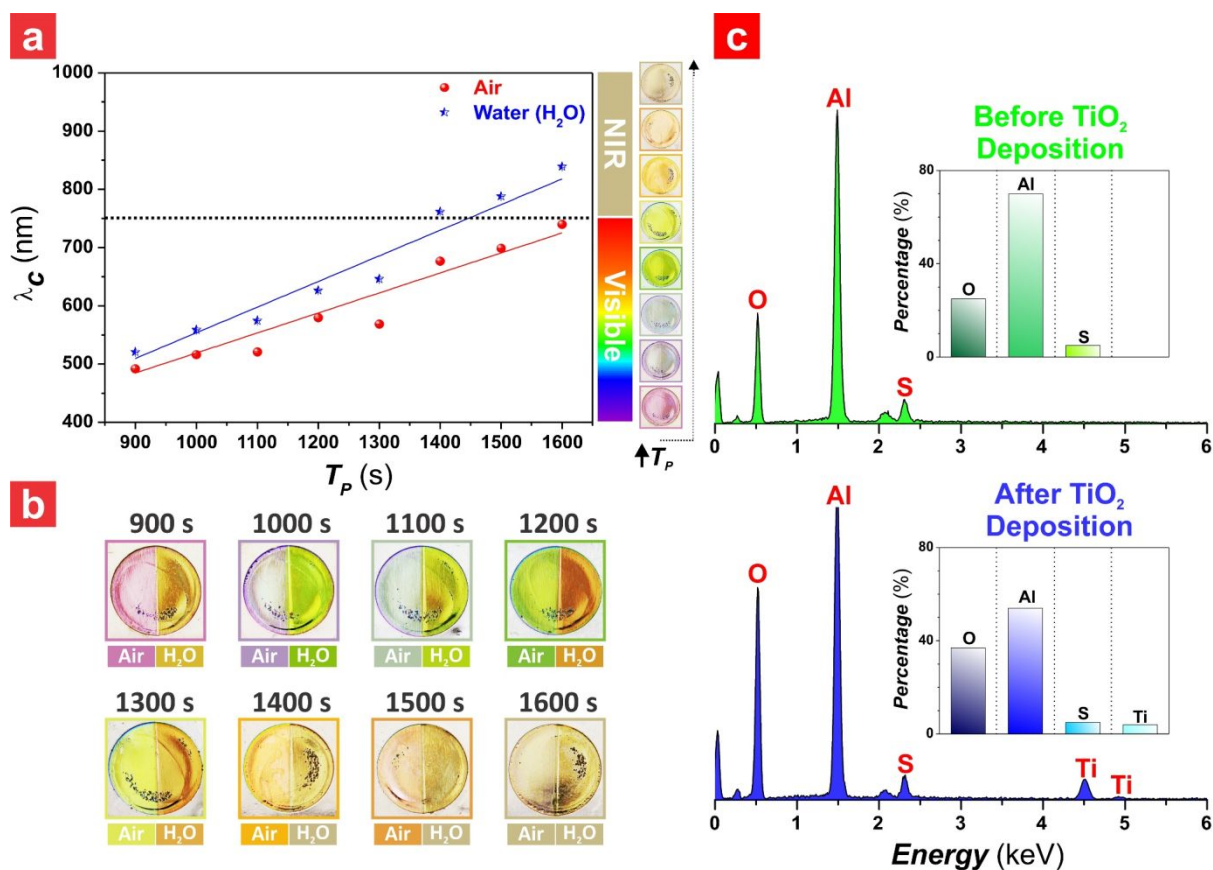 a
1000
900
800
700
600
500
400
λc (nm)
Air
Water (H₂O)
900 1000 1100 1200 1300 1400 1500 1600
T_P (s)
NIR
Visible
↑T_P
b
900 s 1000 s 1100 s 1200 s
Air H₂O Air H₂O Air H₂O Air H₂O
1300 s 1400 s 1500 s 1600 s
Air H₂O Air H₂O Air H₂O Air H₂O
c
Al
O
S
Before TiO₂
Deposition
80
40
0
Percentage (%)
O
Al
S
0 1 2 3 4 5 6
Al
O
S
Ti
Ti
After TiO₂
Deposition
80
40
0
Percentage (%)
O
Al
S
Ti
0 1 2 3 4 5 6
Energy (keV)